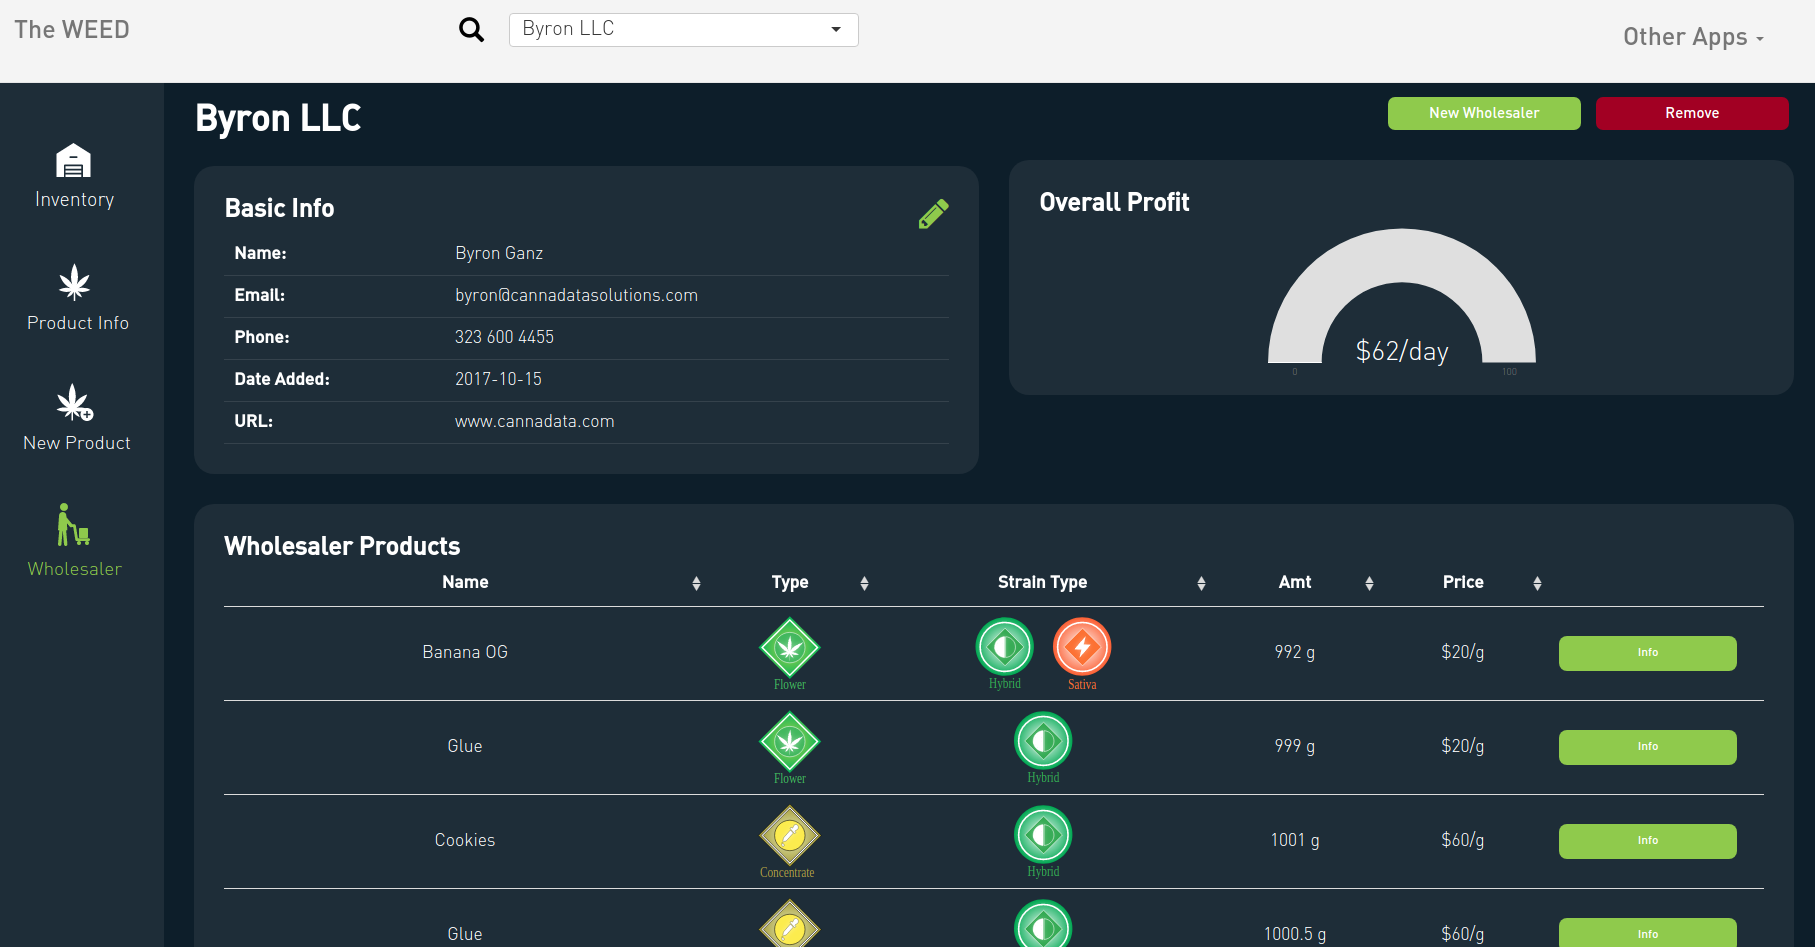 The WEED
Byron LLC
Other Apps
Byron LLC
New Wholesaler
Remove
Inventory
Product Info
New Product
Wholesaler
Basic Info
Name: Byron Ganz
Email: byron@cannadatasolutions.com
Phone: 323 600 4455
Date Added: 2017-10-15
URL: www.cannadata.com
Overall Profit
$62/day
0 100
Wholesaler Products
Name Type Strain Type Amt Price
Banana OG Flower Hybrid Sativa 992 g $20/g Info
Glue Flower Hybrid 999 g $20/g Info
Cookies Concentrate Hybrid 1001 g $60/g Info
Glue 1000.5 g $60/g Info